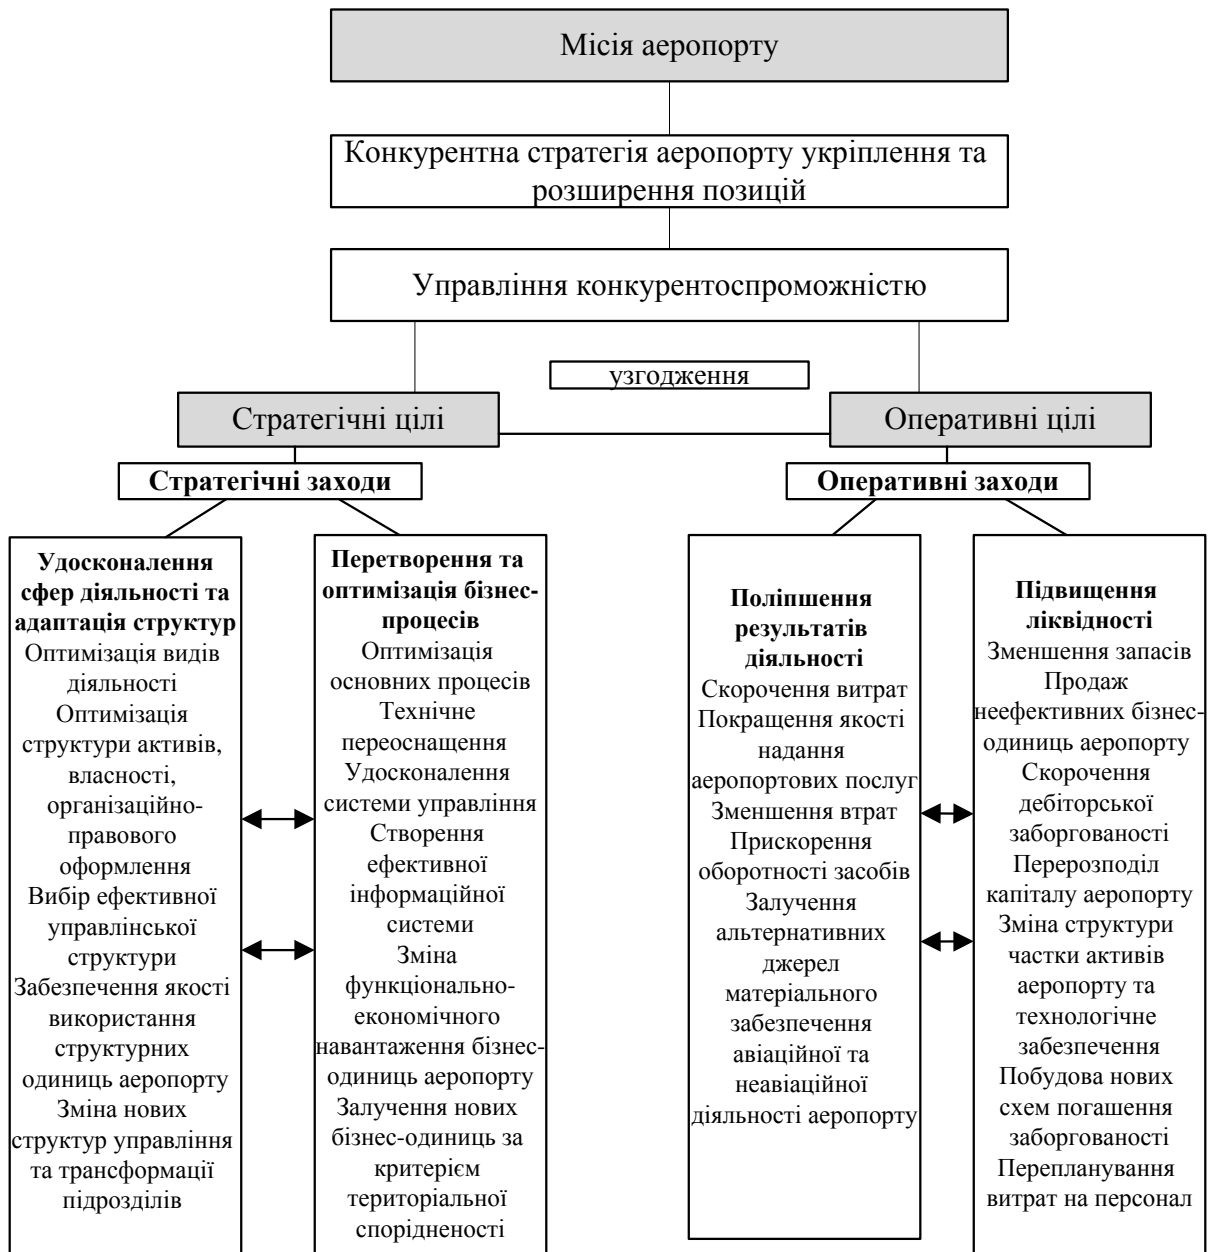 Місія аеропорту
Конкурентна стратегія аеропорту укріплення та
розширення позицій
Управління конкурентоспроможністю
узгодження
Стратегічні цілі
Оперативні цілі
Стратегічні заходи
Оперативні заходи
Удосконалення
сфер діяльності та
адаптація структур
Оптимізація видів
діяльності
Оптимізація
структури активів,
власності,
організаційно-
правового
оформлення
Вибір ефективної
управлінської
структури
Забезпечення якості
використання
структурних
одиниць аеропорту
Зміна нових
структур управління
та трансформації
підрозділів
Перетворення та
оптимізація бізнес-
процесів
Оптимізація
основних процесів
Технічне
переоснащення
Удосконалення
системи управління
Створення
ефективної
інформаційної
системи
Зміна
функціонально-
економічного
навантаження бізнес-
одиниць аеропорту
Залучення нових
бізнес-одиниць за
критерієм
територіальної
спорідненості
Поліпшення
результатів
діяльності
Скорочення витрат
Покращення якості
надання
аеропортових послуг
Зменшення втрат
Прискорення
оборотності засобів
Залучення
альтернативних
джерел
матеріального
забезпечення
авіаційної та
неавіаційної
діяльності аеропорту
Підвищення
ліквідності
Зменшення запасів
Продаж
неефективних бізнес-
одиниць аеропорту
Скорочення
дебіторської
заборгованості
Перерозподіл
капіталу аеропорту
Зміна структури
частки активів
аеропорту та
технологічне
забезпечення
Побудова нових
схем погашення
заборгованості
Перепланування
витрат на персонал